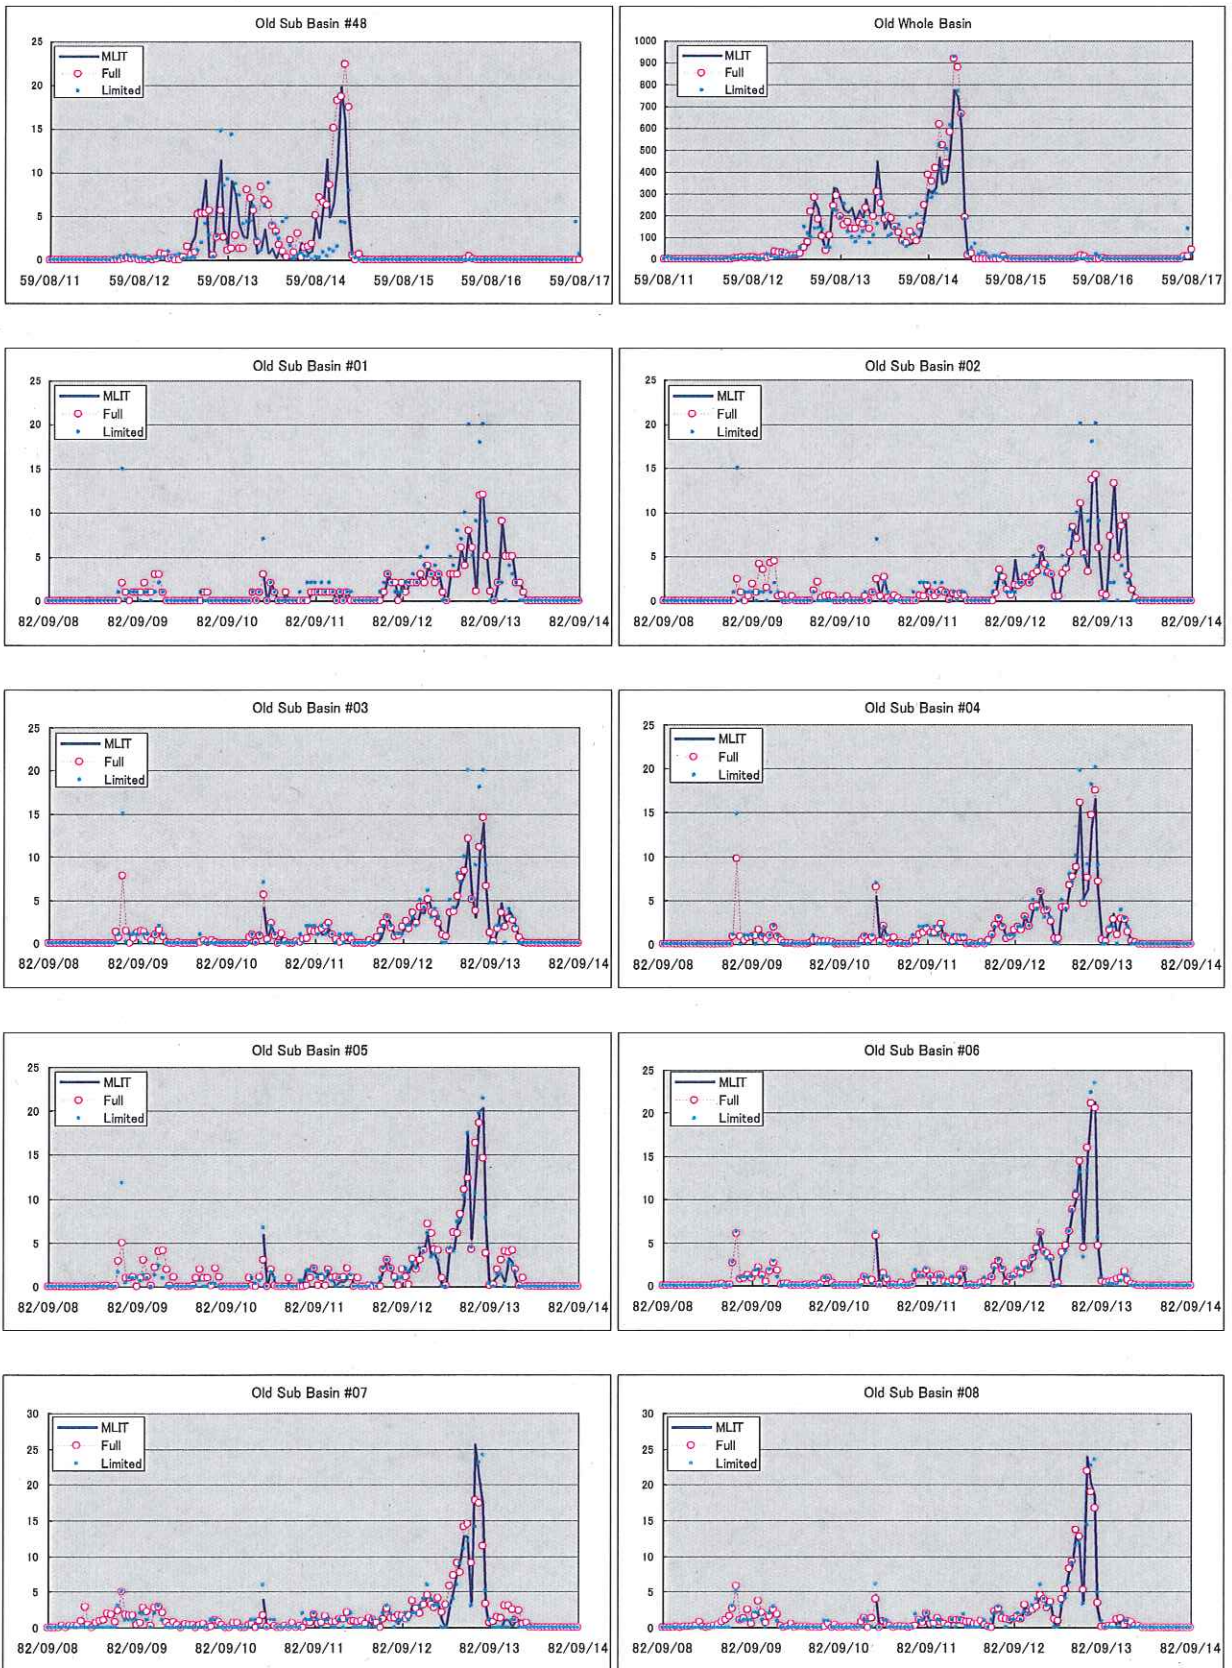 Old Sub Basin #48
25
20
15
10
5
0
MLIT
Full
Limited
59/08/11 59/08/12 59/08/13 59/08/14 59/08/15 59/08/16 59/08/17
Old Whole Basin
1000
900
800
700
600
500
400
300
200
100
0
MLIT
Full
Limited
59/08/11 59/08/12 59/08/13 59/08/14 59/08/15 59/08/16 59/08/17
Old Sub Basin #01
25
20
15
10
5
0
MLIT
Full
Limited
82/09/08 82/09/09 82/09/10 82/09/11 82/09/12 82/09/13 82/09/14
Old Sub Basin #02
25
20
15
10
5
0
MLIT
Full
Limited
82/09/08 82/09/09 82/09/10 82/09/11 82/09/12 82/09/13 82/09/14
Old Sub Basin #03
25
20
15
10
5
0
MLIT
Full
Limited
82/09/08 82/09/09 82/09/10 82/09/11 82/09/12 82/09/13 82/09/14
Old Sub Basin #04
25
20
15
10
5
0
MLIT
Full
Limited
82/09/08 82/09/09 82/09/10 82/09/11 82/09/12 82/09/13 82/09/14
Old Sub Basin #05
25
20
15
10
5
0
MLIT
Full
Limited
82/09/08 82/09/09 82/09/10 82/09/11 82/09/12 82/09/13 82/09/14
Old Sub Basin #06
25
20
15
10
5
0
MLIT
Full
Limited
82/09/08 82/09/09 82/09/10 82/09/11 82/09/12 82/09/13 82/09/14
Old Sub Basin #07
30
25
20
15
10
5
0
MLIT
Full
Limited
82/09/08 82/09/09 82/09/10 82/09/11 82/09/12 82/09/13 82/09/14
Old Sub Basin #08
30
25
20
15
10
5
0
MLIT
Full
Limited
82/09/08 82/09/09 82/09/10 82/09/11 82/09/12 82/09/13 82/09/14